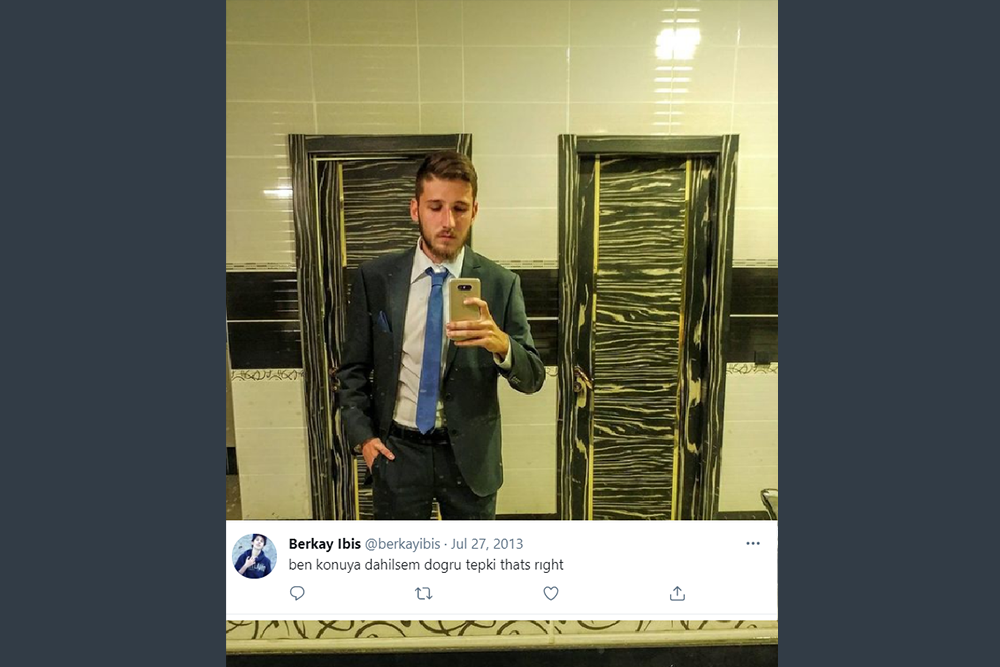 Berkay Ibis @berkayibis · Jul 27, 2013
ben konuya dahilsem dogru tepki thats rıght